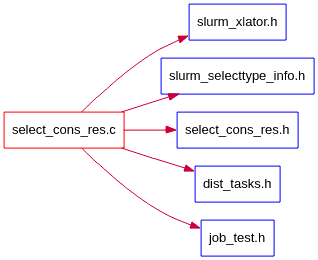 slurm_xlator.h
slurm_selecttype_info.h
select_cons_res.c
select_cons_res.h
dist_tasks.h
job_test.h